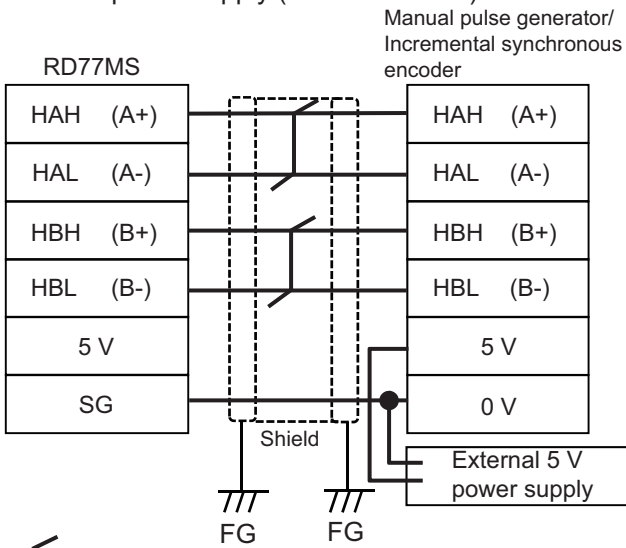 Manual pulse generator/
Incremental synchronous
encoder
RD77MS
HAH (A+)
HAL (A-)
HBH (B+)
HBL (B-)
5 V
SG
HAH (A+)
HAL (A-)
HBH (B+)
HBL (B-)
5 V
0 V
Shield
External 5 V
power supply
FG
FG